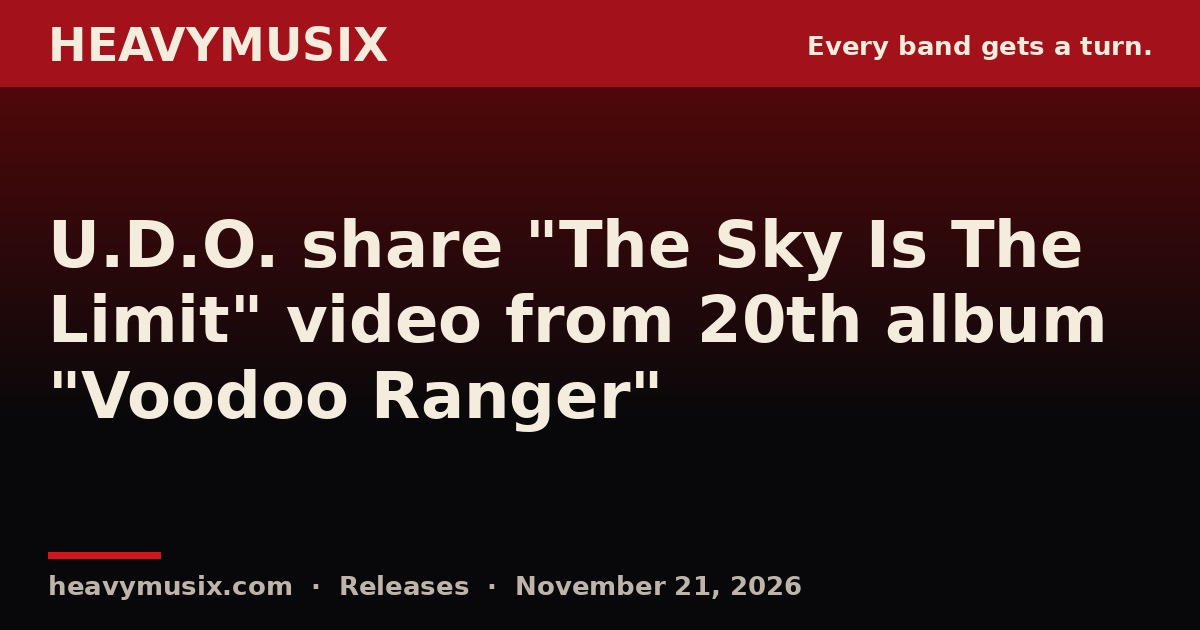 HEAVYMUSIX
Every band gets a turn.
U.D.O. share "The Sky Is The
Limit" video from 20th album
"Voodoo Ranger"
heavymusix.com · Releases · November 21, 2026